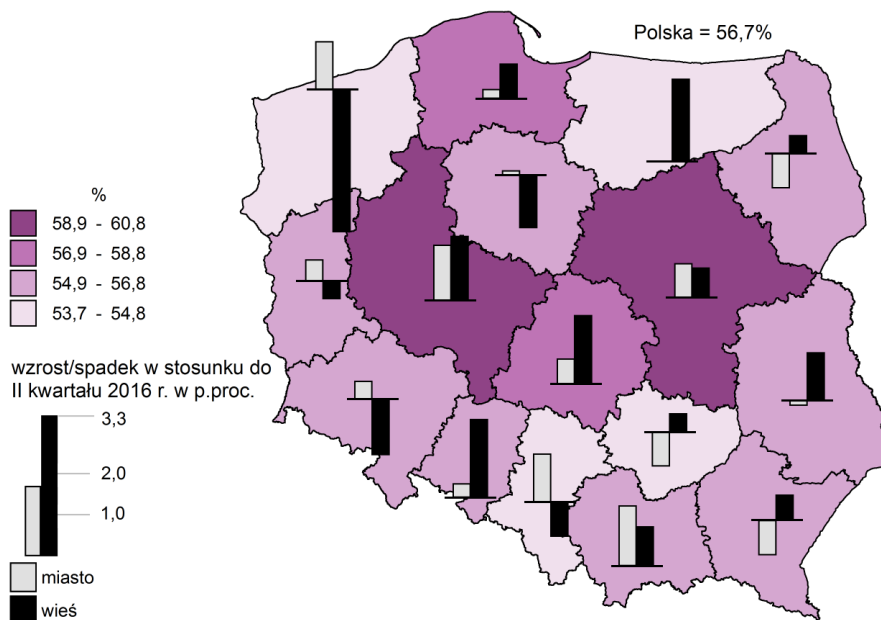 Polska = 56,7%
%
58,9 - 60,8
56,9 - 58,8
54,9 - 56,8
53,7 - 54,8
wzrost/spadek w stosunku do
II kwartału 2016 r. w p.proc.
3,3
2,0
1,0
miasto
wieś